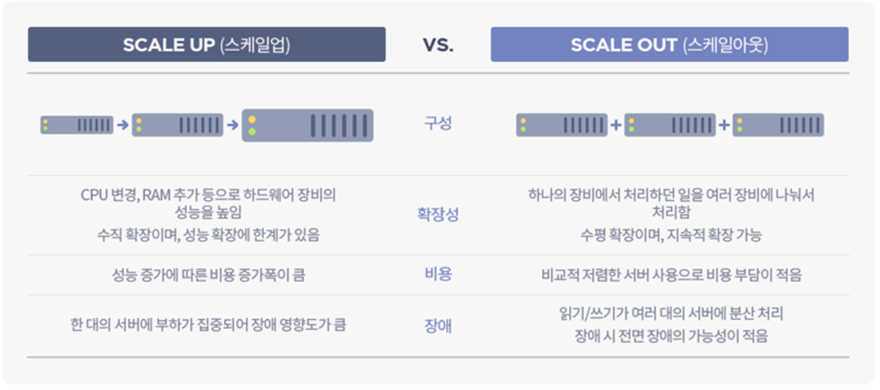 SCALE UP (스케일업)
VS.
SCALE OUT (스케일아웃)
구성
CPU 변경, RAM 추가 등으로 하드웨어 장비의
성능을 높임
수직 확장이며, 성능 확장에 한계가 있음
확장성
하나의 장비에서 처리하던 일을 여러 장비에 나눠서
처리함
수평 확장이며, 지속적 확장 가능
성능 증가에 따른 비용 증가폭이 큼
비용
비교적 저렴한 서버 사용으로 비용 부담이 적음
한 대의 서버에 부하가 집중되어 장애 영향도가 큼
장애
읽기/쓰기가 여러 대의 서버에 분산 처리
장애 시 전면 장애의 가능성이 적음